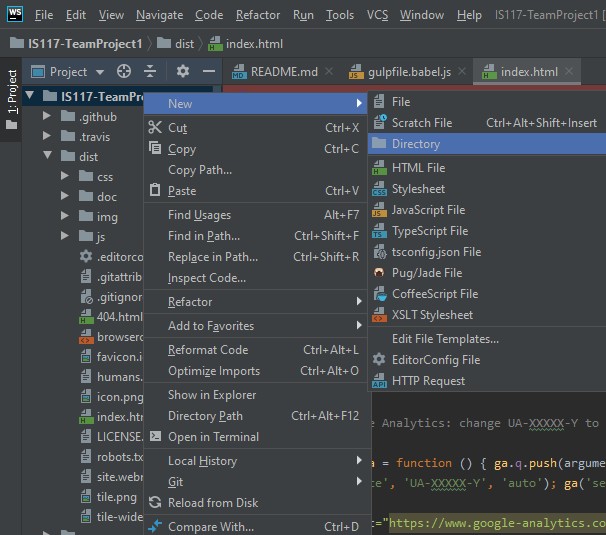 WS File Edit View Navigate Code Refactor Run Tools VCS Window Help IS117-TeamProject1 [
IS117-TeamProject1 dist index.html
1: Project
Project README.md gulpfile.babel.js index.html
IS117-TeamPro
.github
.travis
dist
css
doc
img
js
.editorco
.gitattrib
.gitignor
404.html
browserc
favicon.i
humans.
icon.png
index.ht
LICENSE.
robots.tx
site.webm
tile.png
tile-wide
New
Cut Ctrl+X
Copy Ctrl+C
Copy Path...
Paste Ctrl+V
Find Usages Alt+F7
Find in Path... Ctrl+Shift+F
Replace in Path... Ctrl+Shift+R
Inspect Code...
Refactor
Add to Favorites
Reformat Code Ctrl+Alt+L
Optimize Imports Ctrl+Alt+O
Show in Explorer
Directory Path Ctrl+Alt+F12
Open in Terminal
Local History
Git
Reload from Disk
Compare With... Ctrl+D
File
Scratch File Ctrl+Alt+Shift+Insert
Directory
HTML File
Stylesheet
JavaScript File
TypeScript File
tsconfig.json File
Pug/Jade File
CoffeeScript File
XSLT Stylesheet
Edit File Templates...
EditorConfig File
HTTP Request
e Analytics: change UA-XXXXX-Y to
a = function () { ga.q.push(argume
te', 'UA-XXXXX-Y', 'auto'); ga('se
="https://www.google-analytics.co